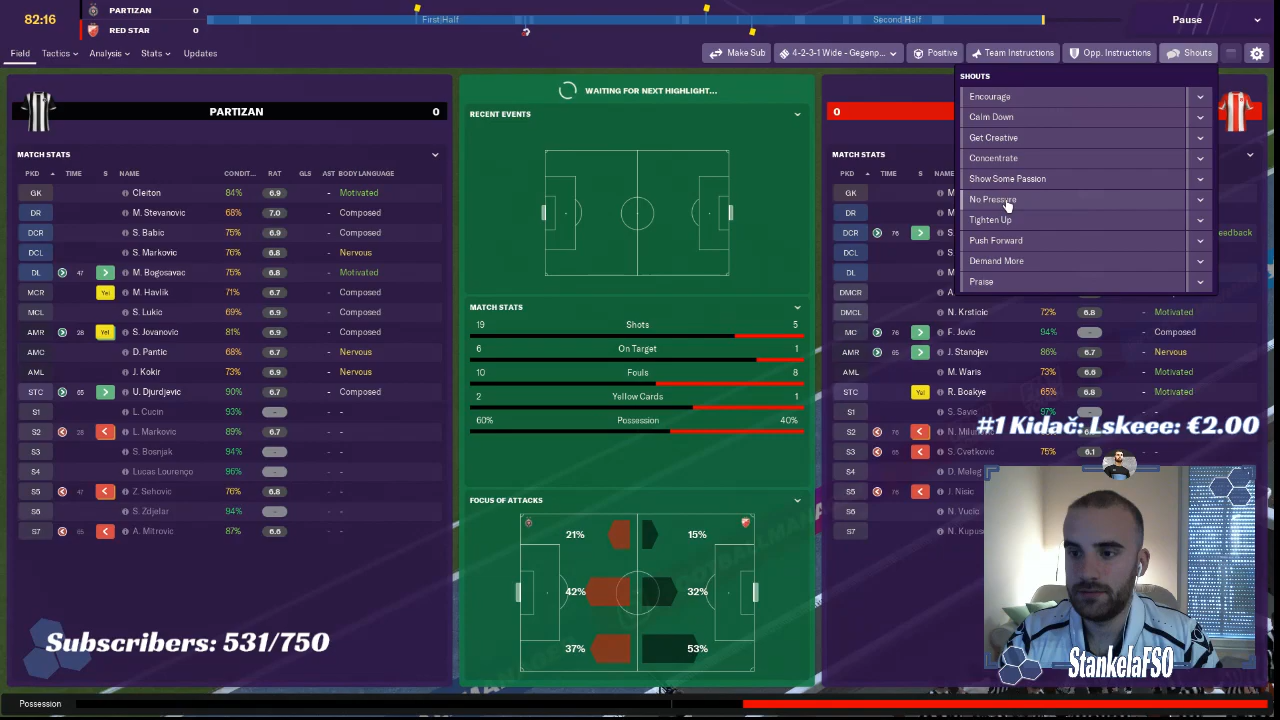 82:16
PARTIZAN 0
RED STAR 0
First Half
Second Half
Pause
Field Tactics Analysis Stats Updates
Make Sub 4-2-3-1 Wide - Gegenp... Positive Team Instructions Opp. Instructions Shouts
PARTIZAN 0
MATCH STATS
PKD TIME S NAME CONDIT... RAT GLS AST BODY LANGUAGE
GK Cleiton 84% 6.9 - - Motivated
DR M. Stevanovic 68% 7.0 - - Composed
DCR S. Babic 75% 6.9 - - Composed
DCL S. Markovic 76% 6.8 - - Nervous
DL 47 M. Bogosavac 75% 6.8 - - Motivated
MCR Yel M. Havlik 71% 6.7 - - Composed
MCL S. Lukic 69% 6.9 - - Composed
AMR 28 Yel S. Jovanovic 81% 6.9 - - Composed
AMC D. Pantic 68% 6.7 - - Nervous
AML J. Kokir 73% 6.9 - - Nervous
STC 65 U. Djurdjevic 90% 6.7 - - Composed
S1 L. Cucin 93% - - -
S2 28 L. Markovic 89% 6.7 - -
S3 S. Bosnjak 94% - - -
S4 Lucas Lourenço 96% - - -
S5 47 Z. Sehovic 76% 6.8 - -
S6 S. Zdjelar 94% - - -
S7 65 A. Mitrovic 87% 6.6 - -
WAITING FOR NEXT HIGHLIGHT...
RECENT EVENTS
MATCH STATS
19 Shots 5
6 On Target 1
10 Fouls 8
2 Yellow Cards 1
60% Possession 40%
FOCUS OF ATTACKS
21% 15%
42% 32%
37% 53%
0
MATCH STATS
PKD TIME S NAME
GK M
DR M
DCR 76 S. eedback
DCL
DL M
DMCR A.
DMCL N. Krsticic 72% 6.8 - Motivated
MC 76 F. Jovic 94% - - Composed
AMR 65 J. Stanojev 86% 6.7 - Nervous
AML M. Waris 73% 6.6 - Motivated
STC Yel R. Boakye 65% 6.8 - Motivated
S1 S. Savic 97%
S2 76 N. Milu
S3 65 S. Cvetkovic 75% 6.1 - -
S4 D. Meleg
S5 76 J. Nisic
S6 N. Vucic
S7 N. Kupus
SHOUTS
Encourage
Calm Down
Get Creative
Concentrate
Show Some Passion
No Pressure
Tighten Up
Push Forward
Demand More
Praise
#1 Kidač: Lskeee: €2.00
Subscribers: 531/750
StankelaFSO
Possession